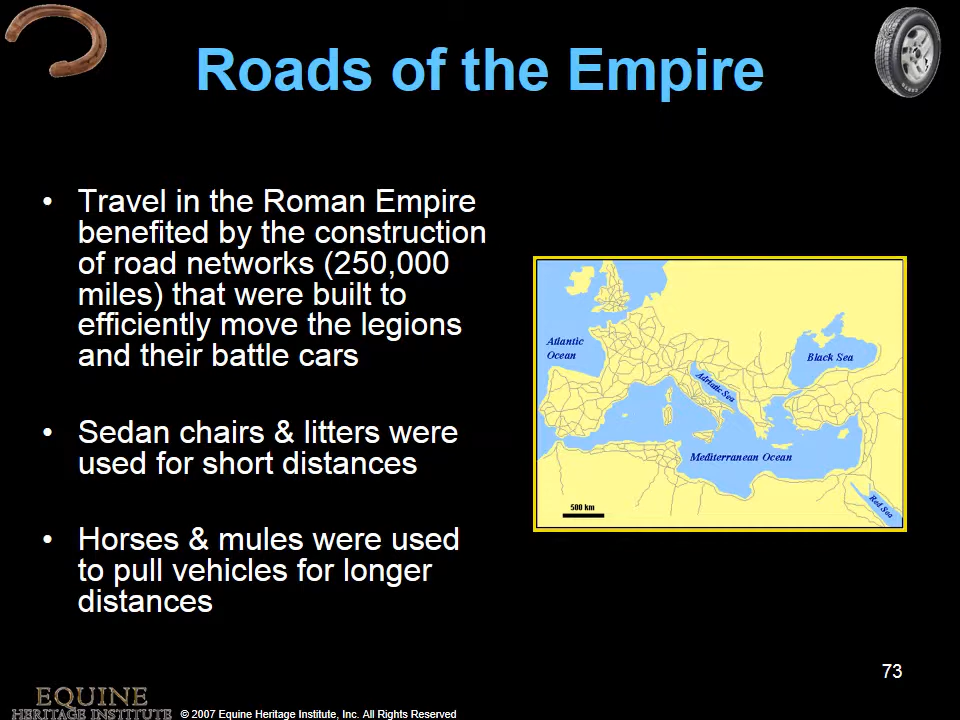 Roads of the Empire
• Travel in the Roman Empire
benefited by the construction
of road networks (250,000
miles) that were built to
efficiently move the legions
and their battle cars
• Sedan chairs & litters were
used for short distances
• Horses & mules were used
to pull vehicles for longer
distances
Atlantic
Ocean
Black Sea
Adriatic Sea
Mediterranean Ocean
Red Sea
500 km
73
EQUINE
HERITAGE INSTITUTE
© 2007 Equine Heritage Institute, Inc. All Rights Reserved